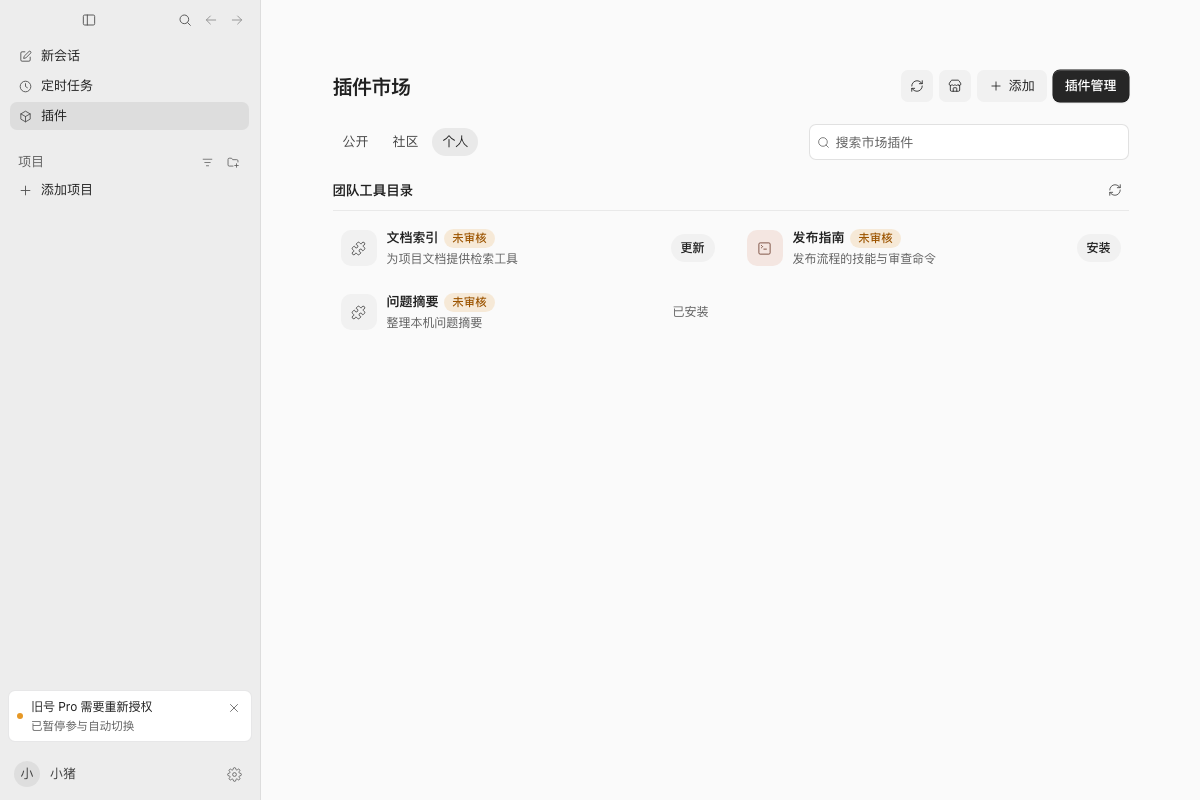 新会话
定时任务
插件
项目
添加项目
旧号 Pro 需要重新授权
已暂停参与自动切换
小 小猪
插件市场
添加
插件管理
公开 社区 个人
搜索市场插件
团队工具目录
文档索引 未审核
为项目文档提供检索工具
更新
发布指南 未审核
发布流程的技能与审查命令
安装
问题摘要 未审核
整理本机问题摘要
已安装